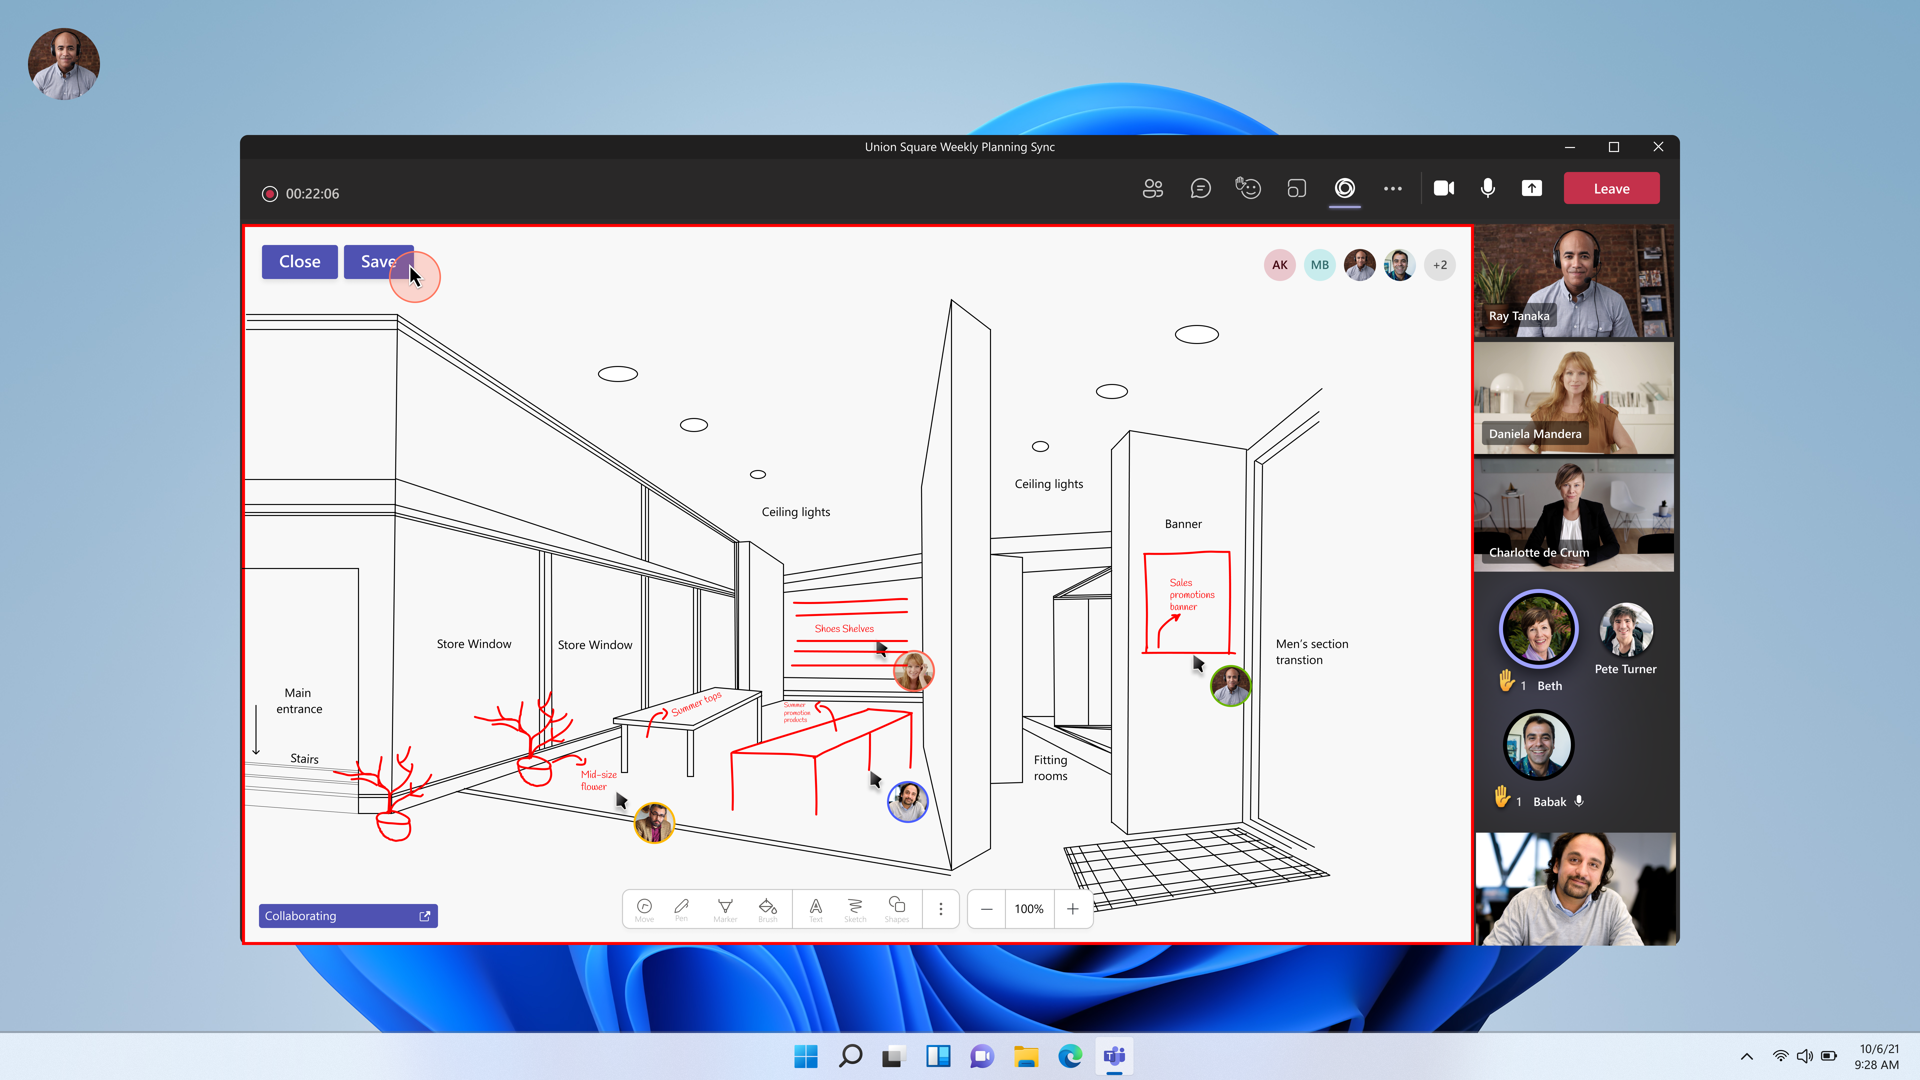 Union Square Weekly Planning Sync
00:22:06
Leave
Close
Save
AK
MB
+2
Ray Tanaka
Daniela Mandera
Charlotte de Crum
Ceiling lights
Ceiling lights
Banner
Sales
promotions
banner
Shoes Shelves
Store Window
Store Window
Men's section
transtion
Main
entrance
Stairs
Summer tops
Summer
promotion
products
Mid-size
flower
Fitting
rooms
Pete Turner
1 Beth
1 Babak
Collaborating
Move
Pen
Marker
Brush
Text
Sketch
Shapes
100%
10/6/21
9:28 AM